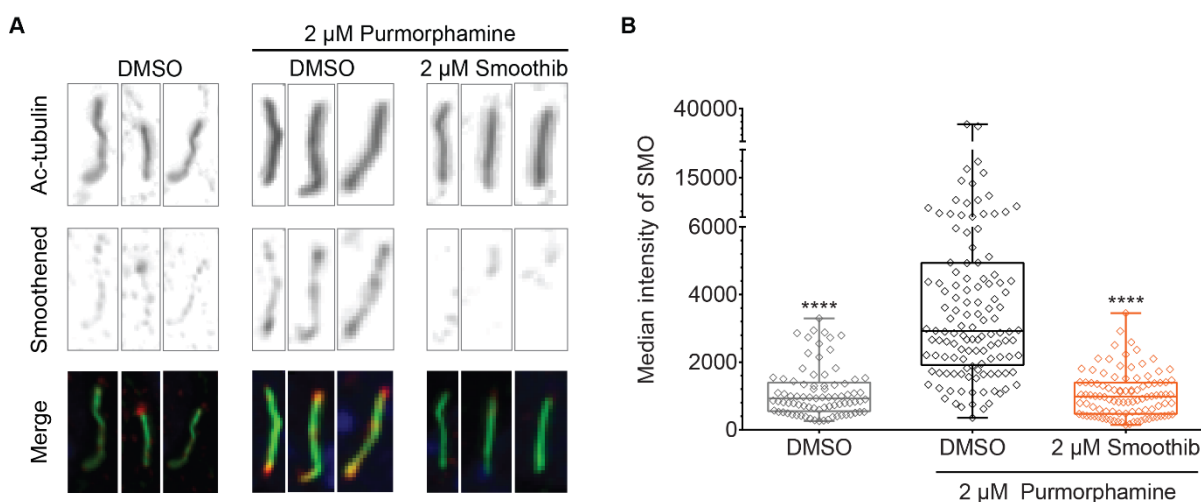 A
2 µM Purmorphamine
DMSO
DMSO
2 µM Smoothib
Ac-tubulin
Smoothened
Merge
B
Median intensity of SMO
40000
15000
6000
4000
2000
0
****
****
DMSO
DMSO
2 µM Smoothib
2 µM Purmorphamine